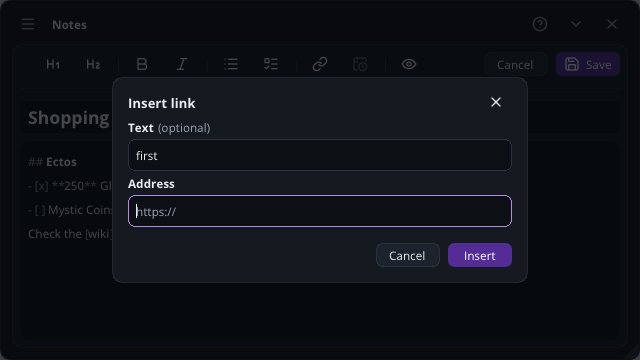 Notes
H1 H2 B I Cancel Save
Shopping
Insert link
Text (optional)
first
Address
https://
Cancel Insert
## Ectos
- [x] **250** Gl
- [ ] Mystic Coins
Check the [wiki]